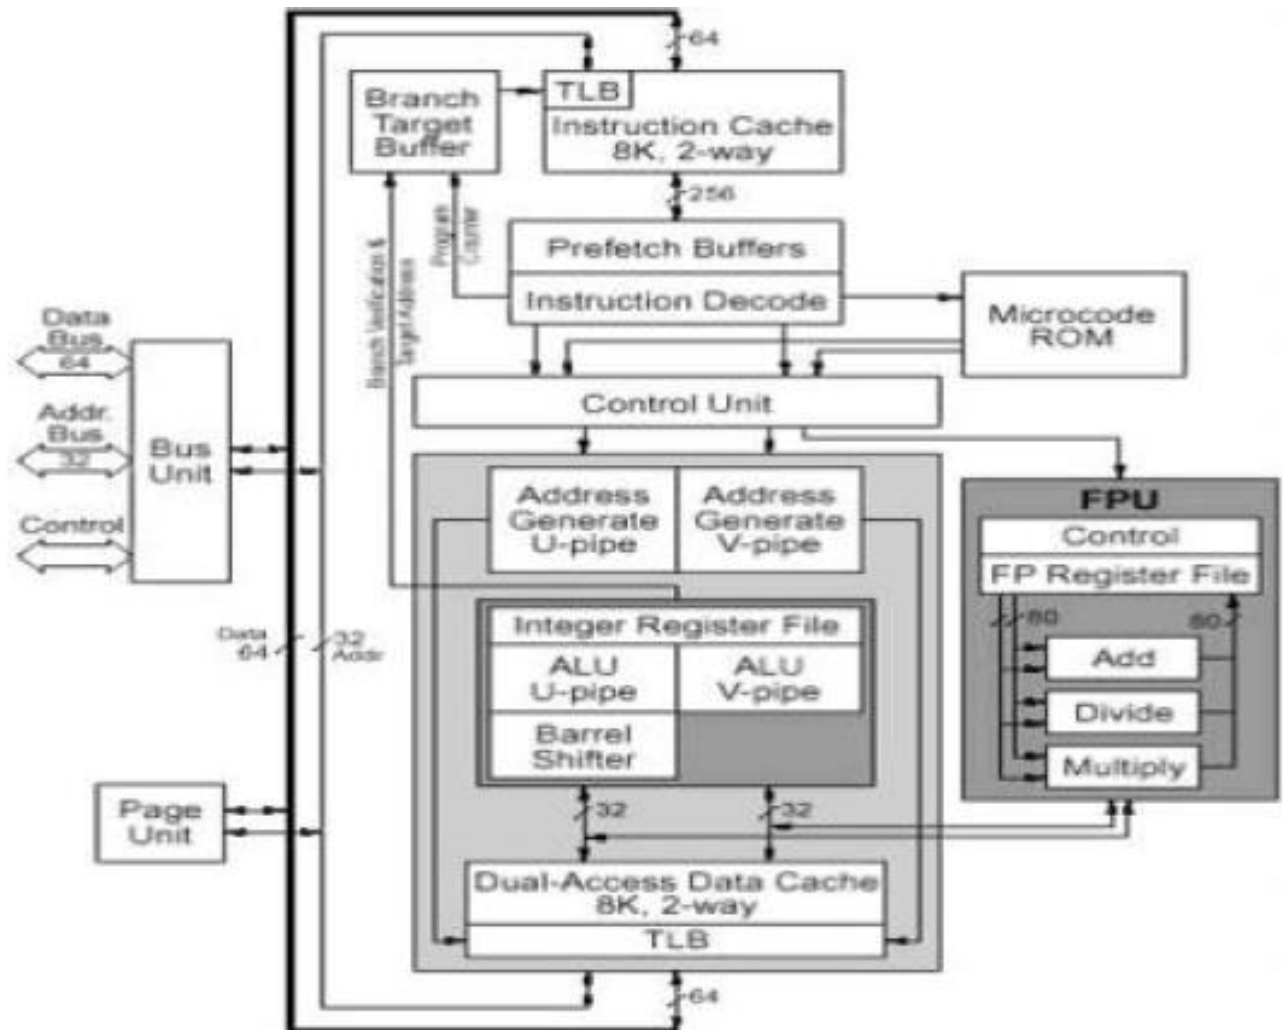 64
TLB
Instruction Cache
8K, 2-way
Branch
Target
Buffer
256
Prefetch Buffers
Instruction Decode
Program
Counter
Branch Verification &
Target Address
Microcode
ROM
Control Unit
Data
Bus
64
Addr.
Bus
32
Control
Bus
Unit
Address
Generate
U-pipe
Address
Generate
V-pipe
FPU
Control
FP Register File
80
80
Add
Divide
Multiply
Integer Register File
ALU
U-pipe
ALU
V-pipe
Barrel
Shifter
Data
64
32
Addr
Page
Unit
32
32
Dual-Access Data Cache
8K, 2-way
TLB
64